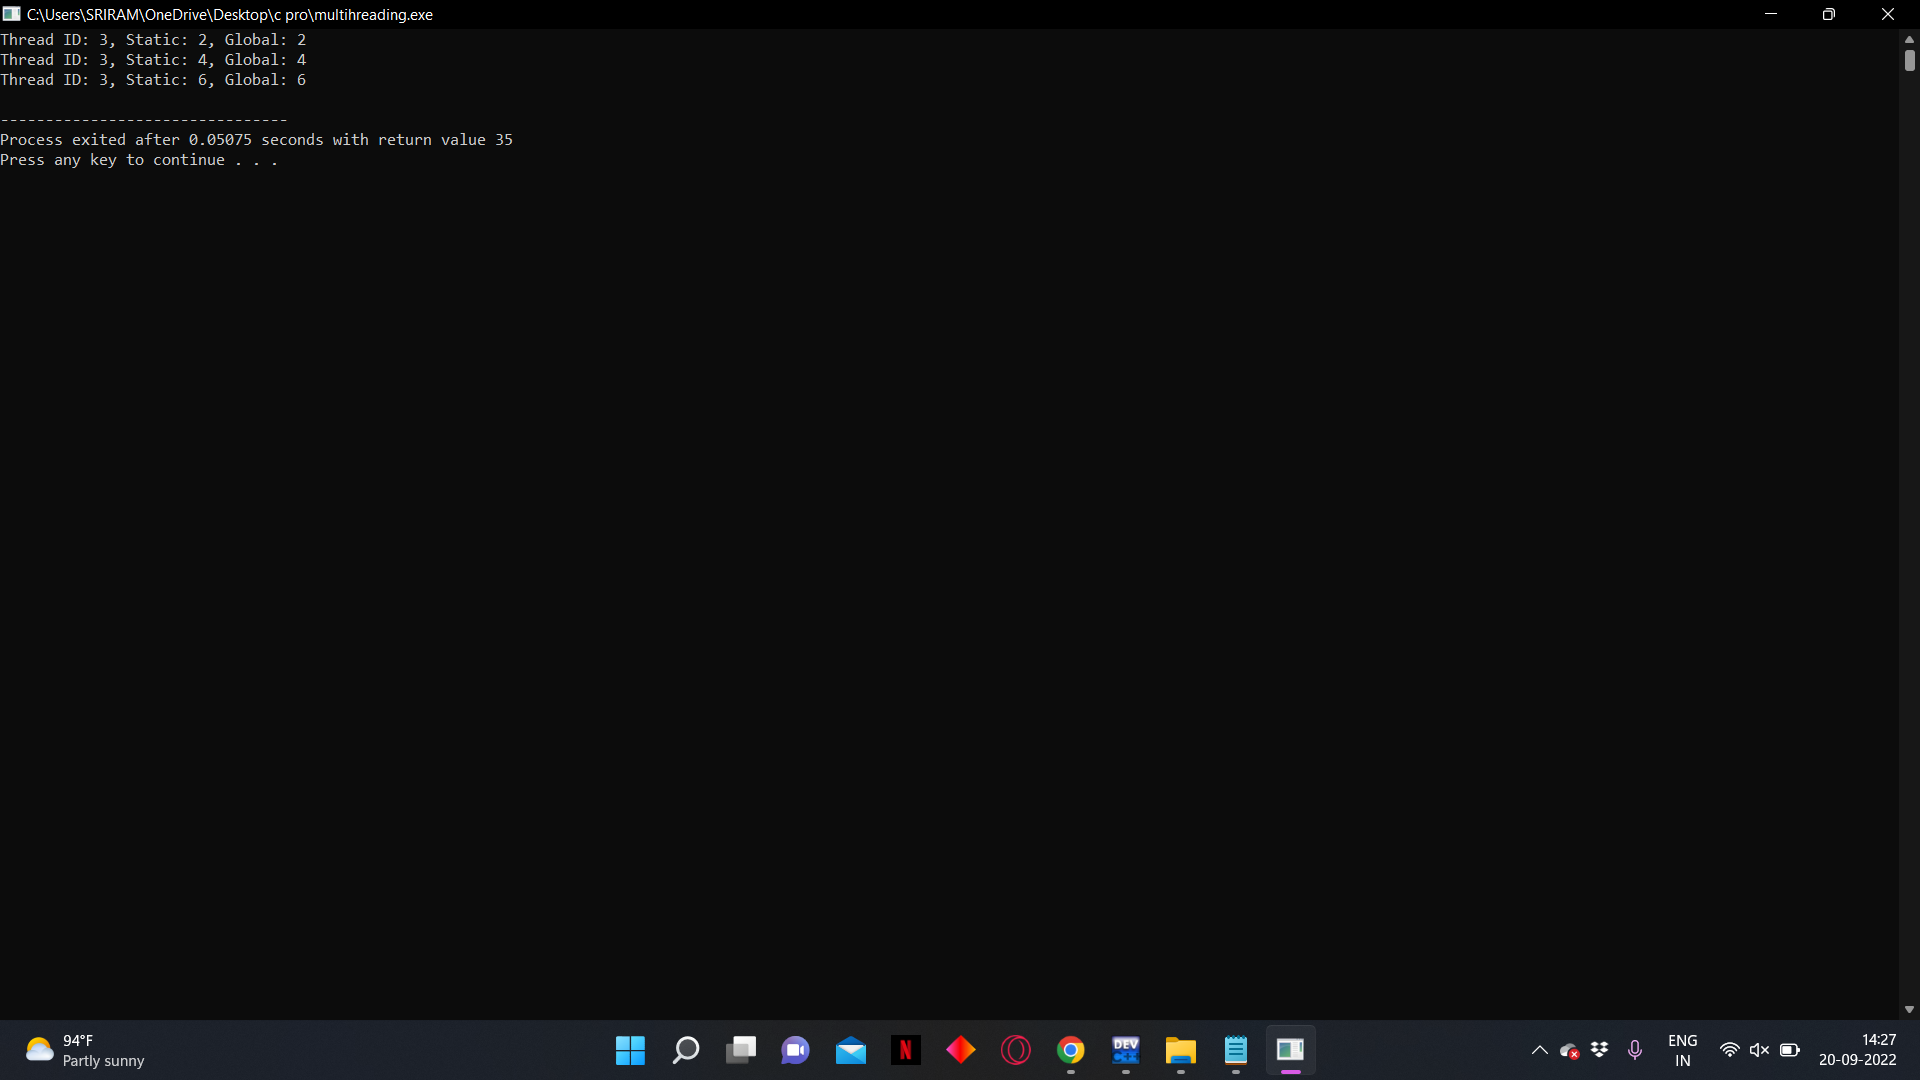 C:\Users\SRIRAM\OneDrive\Desktop\c pro\multihreading.exe
Thread ID: 3, Static: 2, Global: 2
Thread ID: 3, Static: 4, Global: 4
Thread ID: 3, Static: 6, Global: 6
--------------------------------
Process exited after 0.05075 seconds with return value 35
Press any key to continue . . .
94°F
Partly sunny
N
DEV
C++
ENG
IN
14:27
20-09-2022